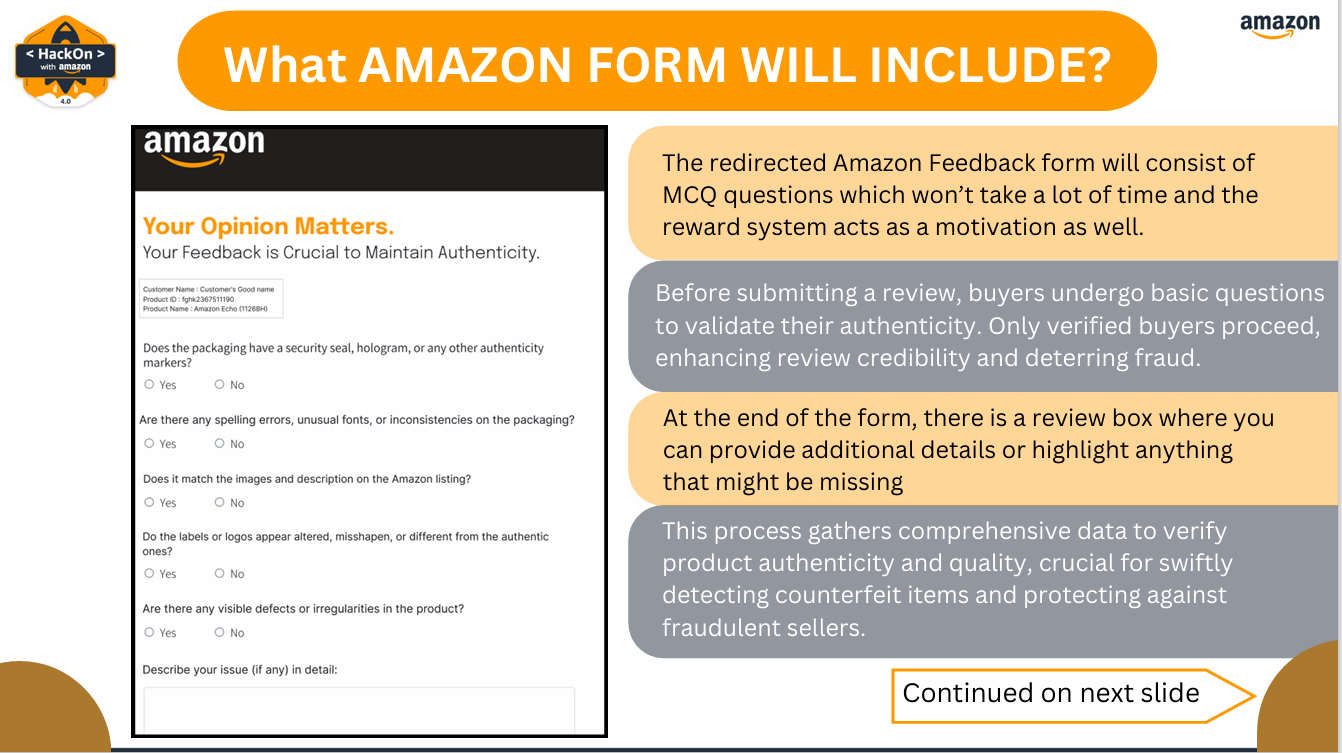 < HackOn >
with amazon
4.0
What AMAZON FORM WILL INCLUDE?
amazon
amazon
Your Opinion Matters.
Your Feedback is Crucial to Maintain Authenticity.
Customer Name : Customer's Good name
Product ID : fghk2367511190
Product Name : Amazon Echo (1126BH)
Does the packaging have a security seal, hologram, or any other authenticity
markers?
Yes No
Are there any spelling errors, unusual fonts, or inconsistencies on the packaging?
Yes No
Does it match the images and description on the Amazon listing?
Yes No
Do the labels or logos appear altered, misshapen, or different from the authentic
ones?
Yes No
Are there any visible defects or irregularities in the product?
Yes No
Describe your issue (if any) in detail:
The redirected Amazon Feedback form will consist of
MCQ questions which won’t take a lot of time and the
reward system acts as a motivation as well.
Before submitting a review, buyers undergo basic questions
to validate their authenticity. Only verified buyers proceed,
enhancing review credibility and deterring fraud.
At the end of the form, there is a review box where you
can provide additional details or highlight anything
that might be missing
This process gathers comprehensive data to verify
product authenticity and quality, crucial for swiftly
detecting counterfeit items and protecting against
fraudulent sellers.
Continued on next slide